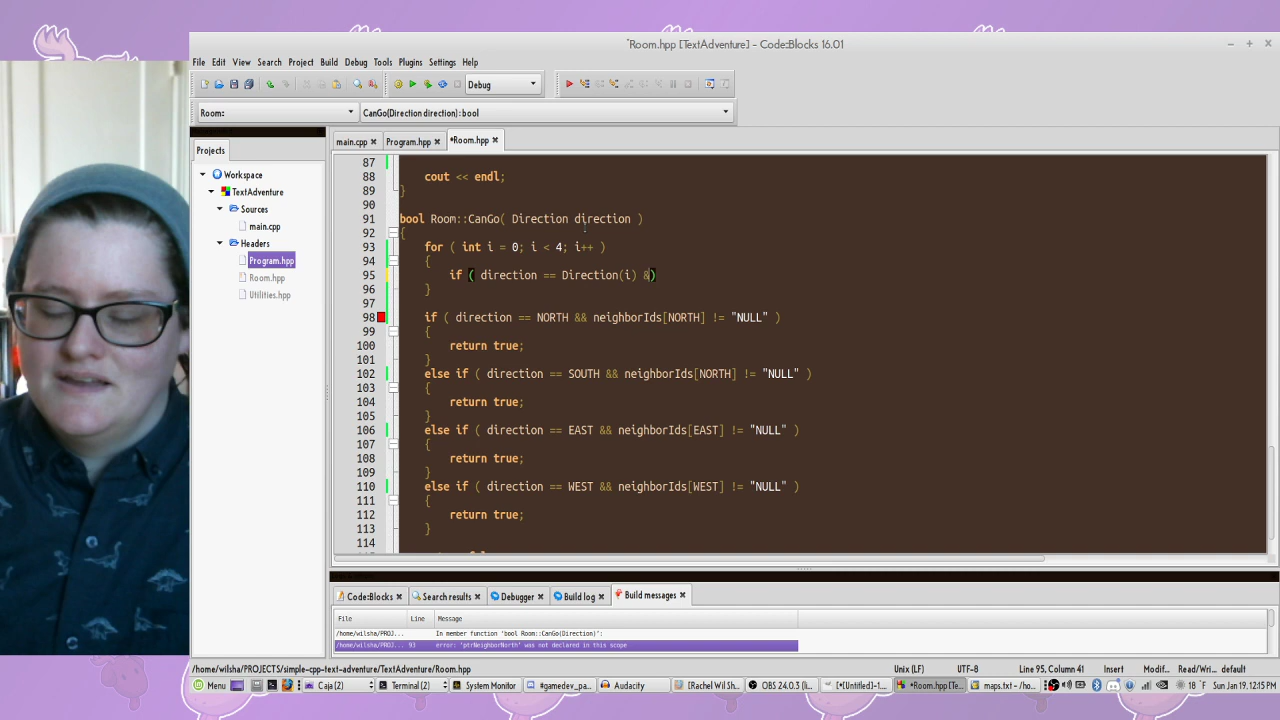 *Room.hpp [TextAdventure] - Code::Blocks 16.01
File Edit View Search Project Build Debug Tools Plugins Settings Help
Debug
Room:: CanGo(Direction direction) : bool
main.cpp Program.hpp *Room.hpp
Projects
Workspace
TextAdventure
Sources
main.cpp
Headers
Program.hpp
Room.hpp
Utilities.hpp
87
88 cout << endl;
89 }
90
91 bool Room::CanGo( Direction direction )
92 {
93 for ( int i = 0; i < 4; i++ )
94 {
95 if ( direction == Direction(i) &)
96 }
97
98 if ( direction == NORTH && neighborIds[NORTH] != "NULL" )
99 {
100 return true;
101 }
102 else if ( direction == SOUTH && neighborIds[NORTH] != "NULL" )
103 {
104 return true;
105 }
106 else if ( direction == EAST && neighborIds[EAST] != "NULL" )
107 {
108 return true;
109 }
110 else if ( direction == WEST && neighborIds[WEST] != "NULL" )
111 {
112 return true;
113 }
114
Code::Blocks Search results Debugger Build log Build messages
File Line Message
/home/wilsha/PROJ... In member function 'bool Room::CanGo(Direction)':
/home/wilsha/PROJ... 93 error: 'ptrNeighborNorth' was not declared in this scope
/home/wilsha/PROJECTS/simple-cpp-text-adventure/TextAdventure/Room.hpp Unix (LF) UTF-8 Line 95, Column 41 Insert Modif... Read/Wri... default
Menu Caja (2) Terminal (2) System Monitor #gamedev_pa... Audacity [Rachel Wil Sh... OBS 24.0.3 (li... [*[Untitled]-1... *Room.hpp [Te... maps.txt - /ho... 18 °F Sun Jan 19, 12:15 PM